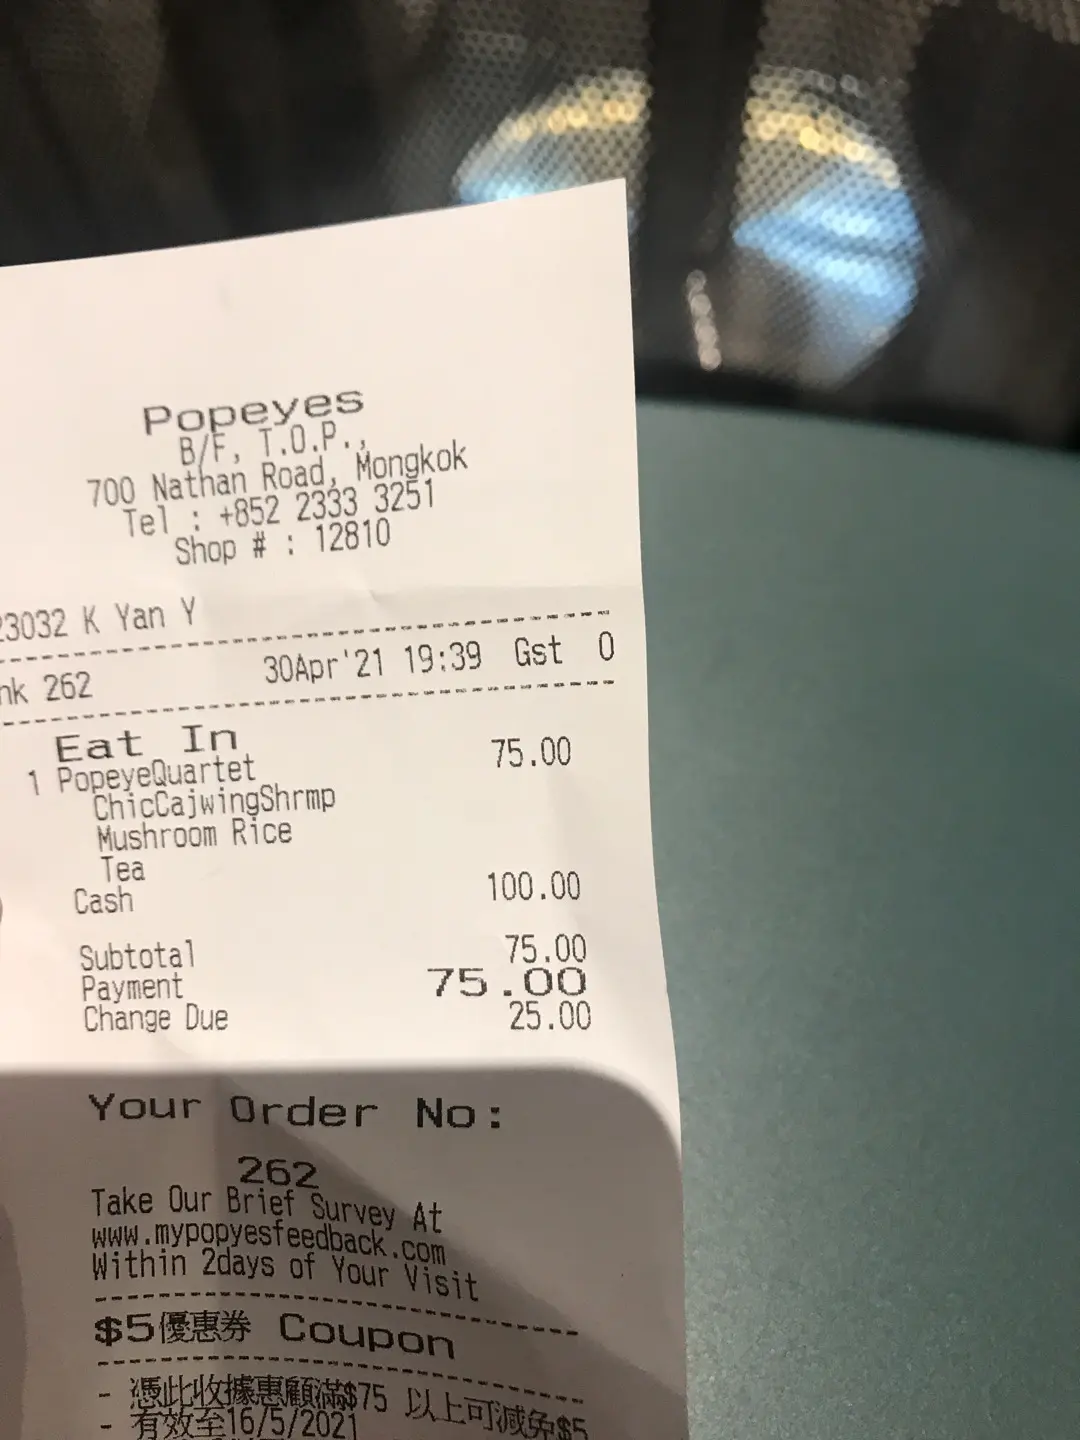 Popeyes
B/F, T.O.P.,
700 Nathan Road, Mongkok
Tel : +852 2333 3251
Shop # : 12810
23032 K Yan Y
nk 262 30Apr'21 19:39 Gst 0
Eat In
1 PopeyeQuartet 75.00
ChicCajwingShrmp
Mushroom Rice
Tea
Cash 100.00
Subtotal 75.00
Payment 75.00
Change Due 25.00
Your Order No:
262
Take Our Brief Survey At
www.mypopyesfeedback.com
Within 2days of Your Visit
$5優惠券 Coupon
- 憑此收據惠顧滿$75 以上可減免$5
- 有效至16/5/2021